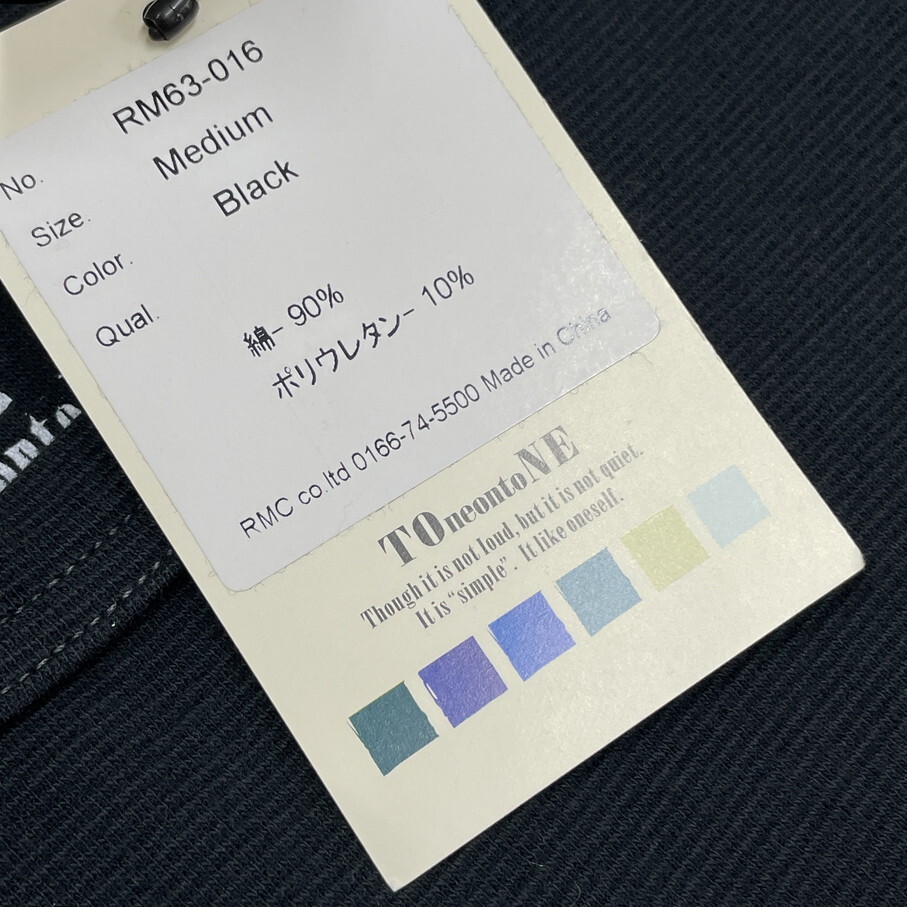 No. RM63-016
Size. Medium
Color. Black
Qual.
綿- 90%
ポリウレタン- 10%
RMC co.ltd 0166-74-5500 Made in China
TOneontoNE
Though it is not loud, but it is not quiet.
It is “simple” . It like oneself.